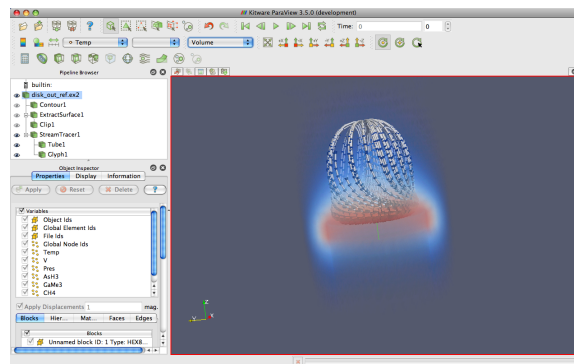 Kitware ParaView 3.5.0 (development)
Time: 0 0
Temp Volume
Pipeline Browser
builtin:
disk_out_ref.ex2
Contour1
ExtractSurface1
Clip1
StreamTracer1
Tube1
Glyph1
Object Inspector
Properties Display Information
Apply Reset Delete ?
Variables
Object Ids
Global Element Ids
File Ids
Global Node Ids
Temp
V
Pres
AsH3
GaMe3
CH4
Apply Displacements 1 mag.
Blocks Hier... Mat... Faces Edges
Blocks
Unnamed block ID: 1 Type: HEX8...
Z
Y X